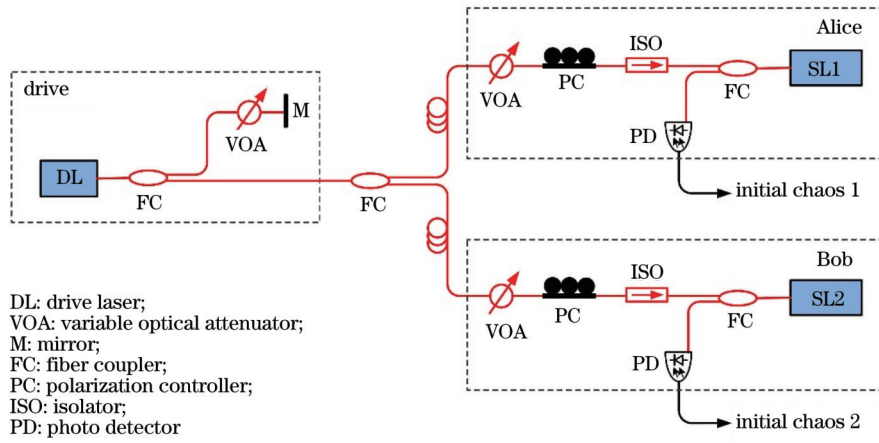 Alice
ISO
VOA
PC
FC
SL1
PD
initial chaos 1
drive
M
VOA
DL
FC
FC
Bob
ISO
VOA
PC
FC
SL2
PD
initial chaos 2
DL: drive laser;
VOA: variable optical attenuator;
M: mirror;
FC: fiber coupler;
PC: polarization controller;
ISO: isolator;
PD: photo detector